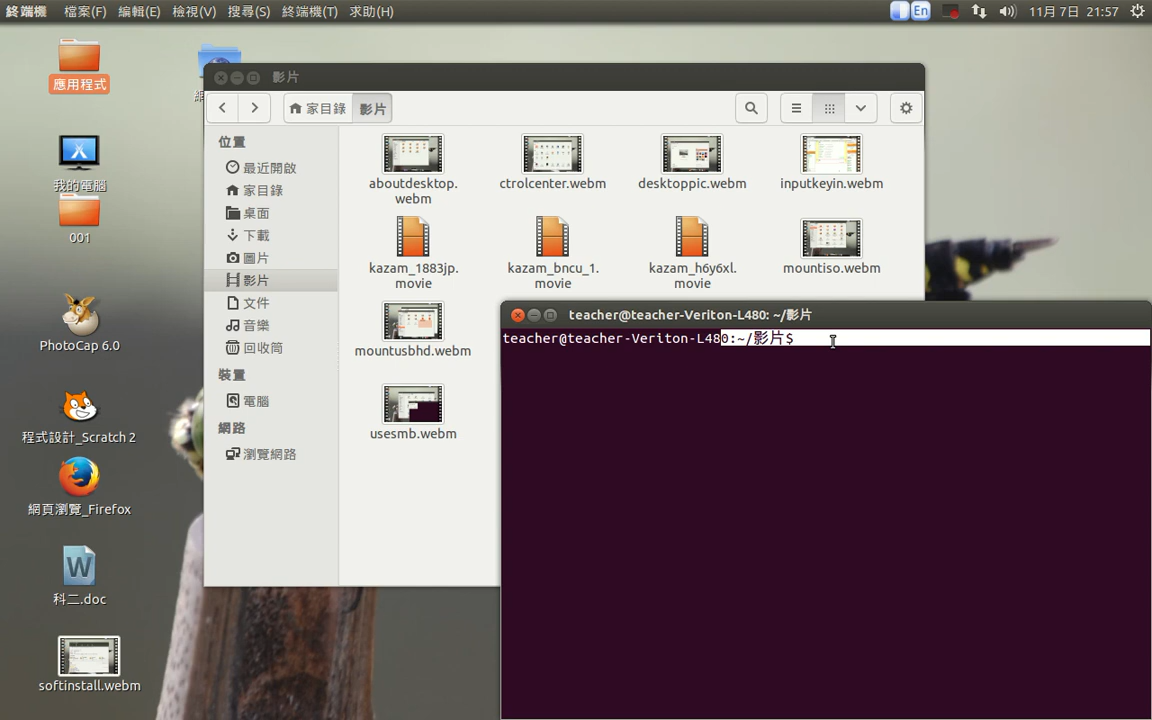 終端機 檔案(F) 編輯(E) 檢視(V) 搜尋(S) 終端機(T) 求助(H) En 11月 7日 21:57
應用程式
我的電腦
001
PhotoCap 6.0
程式設計_Scratch 2
網頁瀏覽_Firefox
科二.doc
softinstall.webm
影片
家目錄 影片
位置
最近開啟
家目錄
桌面
下載
圖片
影片
文件
音樂
回收筒
裝置
電腦
網路
瀏覽網路
aboutdesktop.
webm
ctrolcenter.webm
desktoppic.webm
inputkeyin.webm
kazam_1883jp.
movie
kazam_bncu_1.
movie
kazam_h6y6xl.
movie
mountiso.webm
mountusbhd.webm
usesmb.webm
teacher@teacher-Veriton-L480: ~/影片
teacher@teacher-Veriton-L480:~/影片$